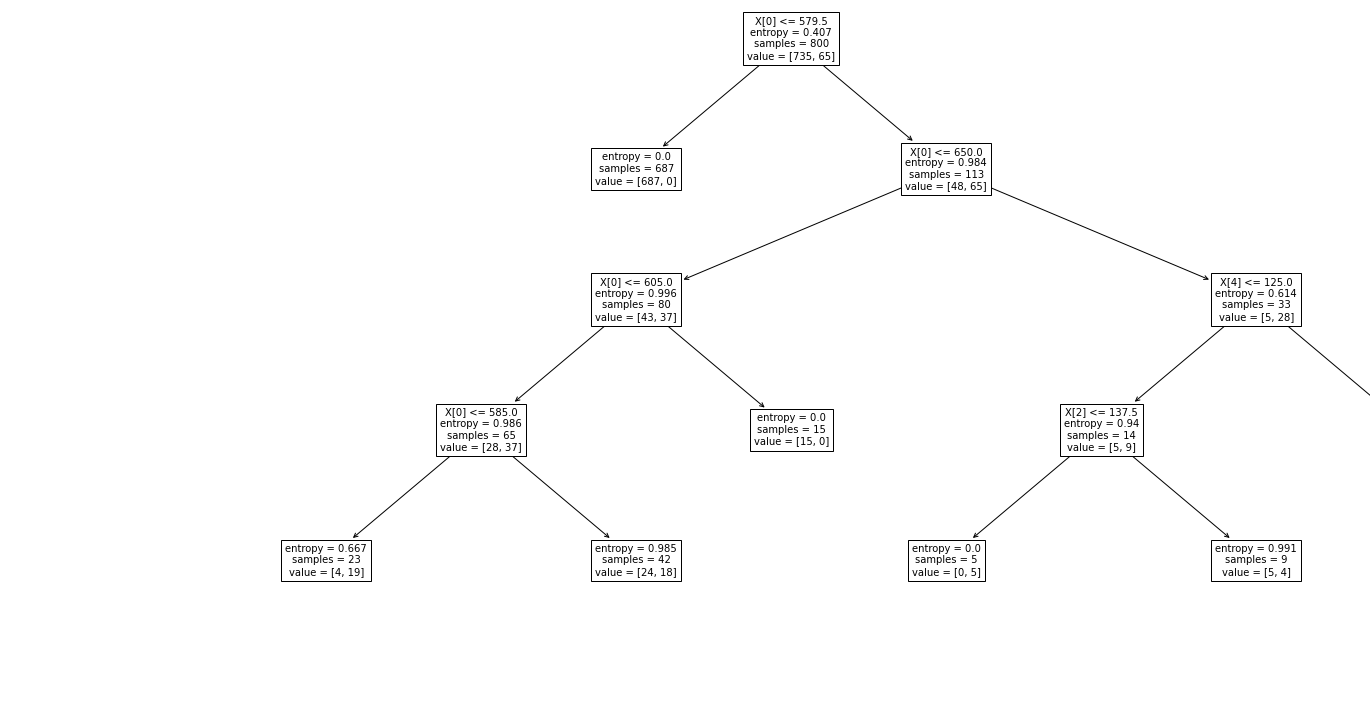 X[0] <= 579.5
entropy = 0.407
samples = 800
value = [735, 65]
entropy = 0.0
samples = 687
value = [687, 0]
X[0] <= 650.0
entropy = 0.984
samples = 113
value = [48, 65]
X[0] <= 605.0
entropy = 0.996
samples = 80
value = [43, 37]
X[4] <= 125.0
entropy = 0.614
samples = 33
value = [5, 28]
X[0] <= 585.0
entropy = 0.986
samples = 65
value = [28, 37]
entropy = 0.0
samples = 15
value = [15, 0]
X[2] <= 137.5
entropy = 0.94
samples = 14
value = [5, 9]
entropy = 0.667
samples = 23
value = [4, 19]
entropy = 0.985
samples = 42
value = [24, 18]
entropy = 0.0
samples = 5
value = [0, 5]
entropy = 0.991
samples = 9
value = [5, 4]